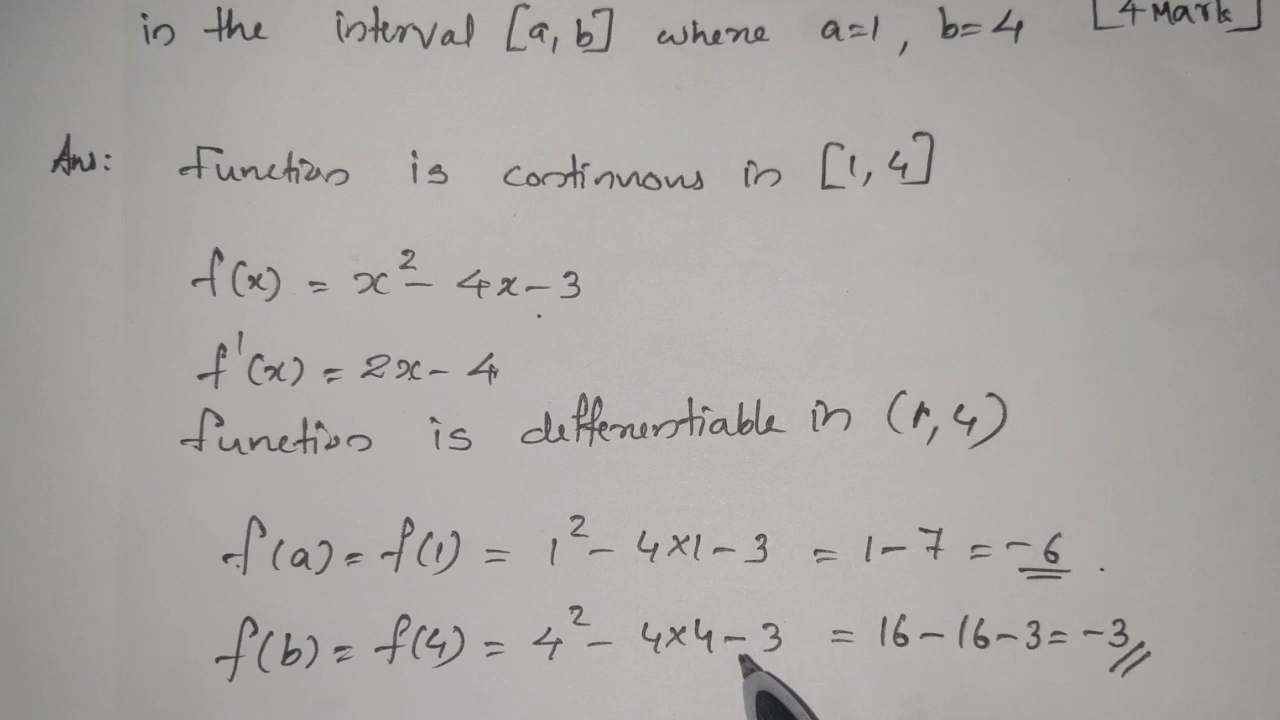 in the interval [a, b] where a=1, b=4 [4 Mark]
Ans: Function is continuous in [1, 4]
f(x) = x² - 4x - 3
f'(x) = 2x - 4
function is defferentiable in (1, 4)
f(a) = f(1) = 1² - 4×1 - 3 = 1 - 7 = -6.
f(b) = f(4) = 4² - 4×4 - 3 = 16 - 16 - 3 = -3//